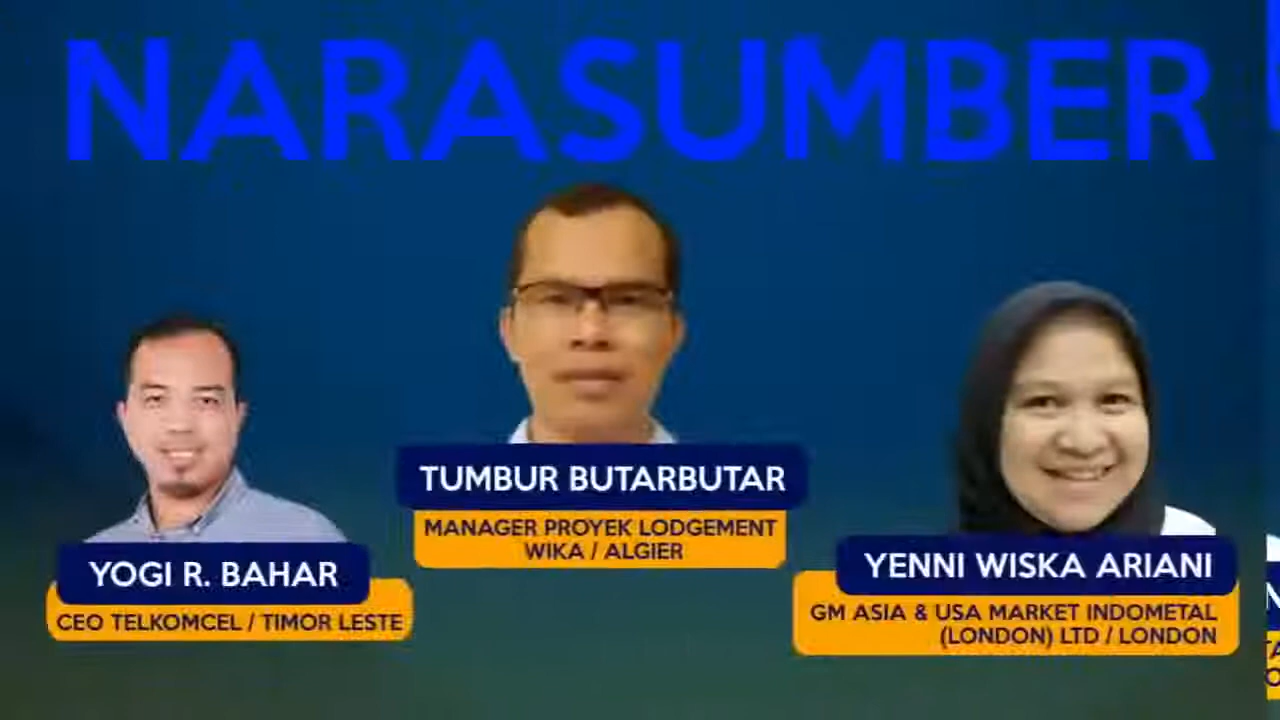 NARASUMBER
YOGI R. BAHAR
CEO TELKOMCEL / TIMOR LESTE
TUMBUR BUTARBUTAR
MANAGER PROYEK LODGEMENT
WIKA / ALGIER
YENNI WISKA ARIANI
GM ASIA & USA MARKET INDOMETAL
(LONDON) LTD / LONDON